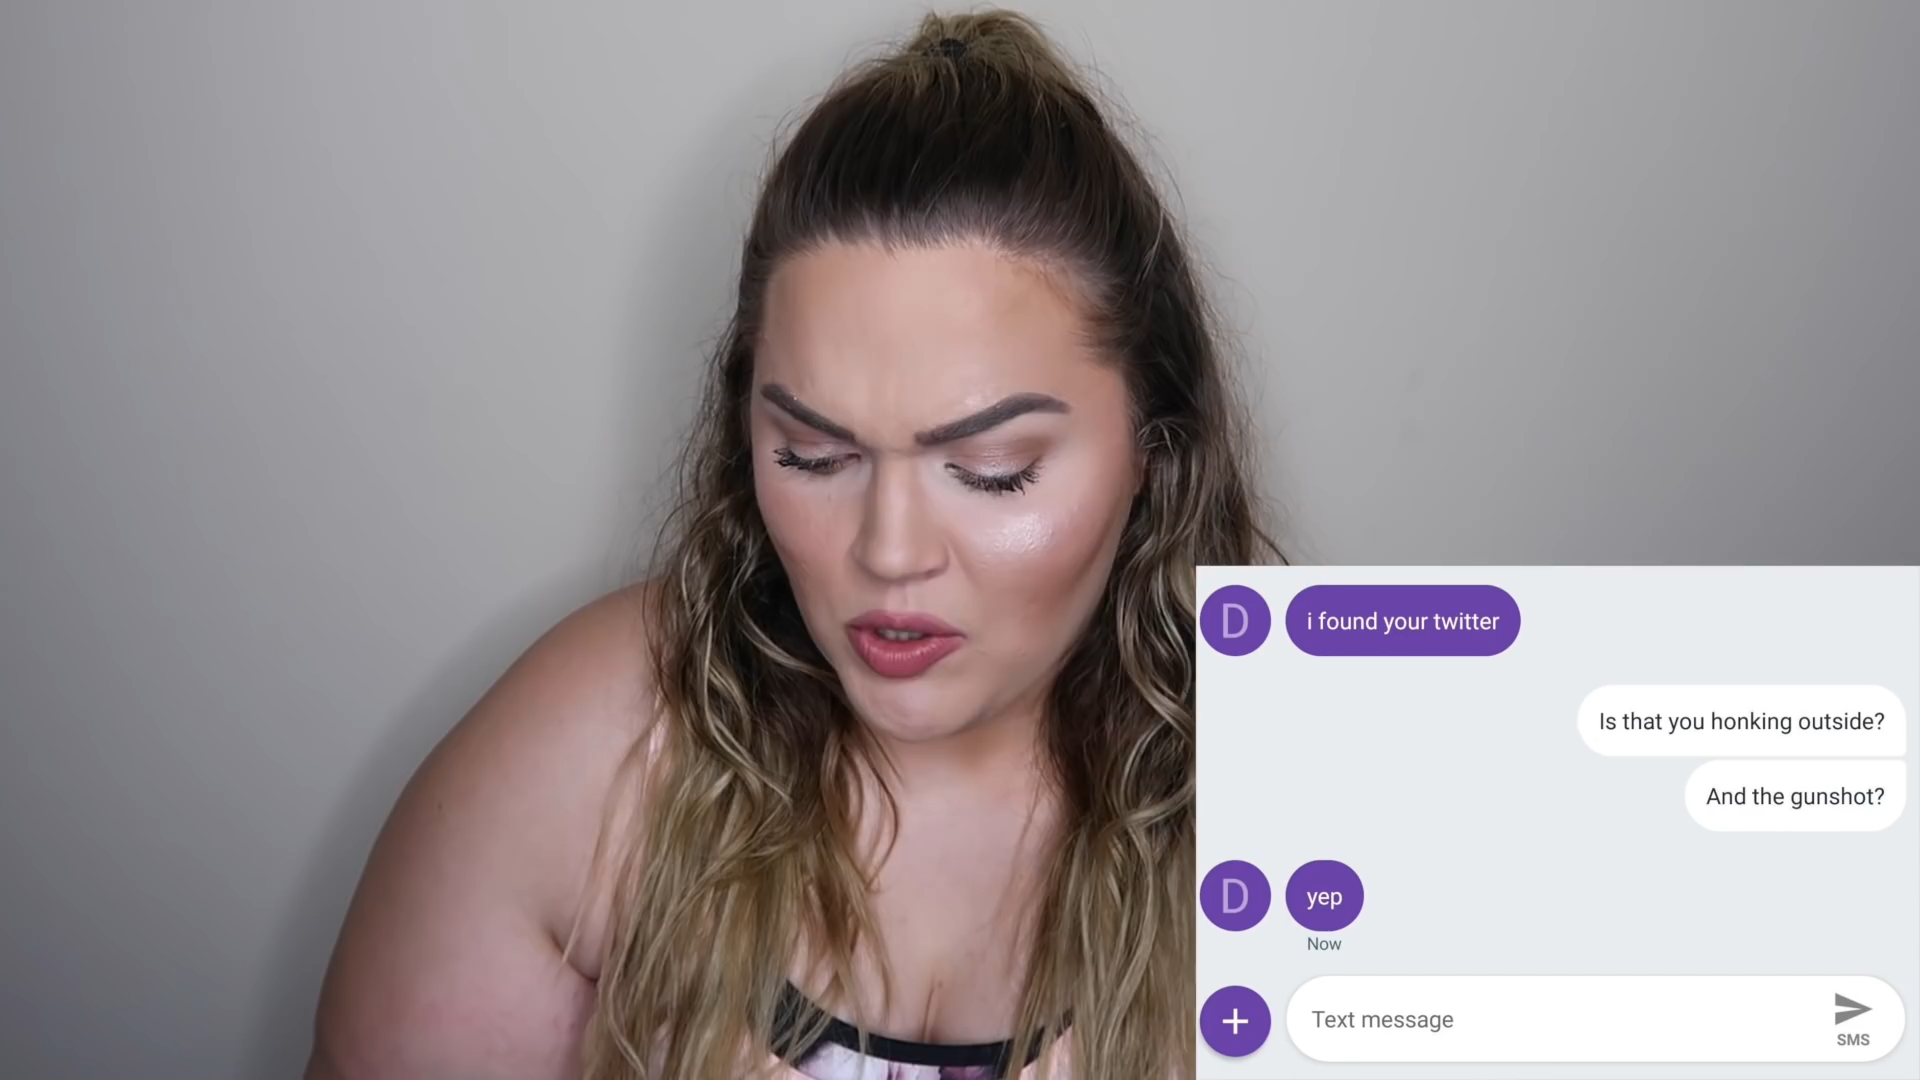 D
i found your twitter
Is that you honking outside?
And the gunshot?
D
yep
Now
+
Text message
SMS